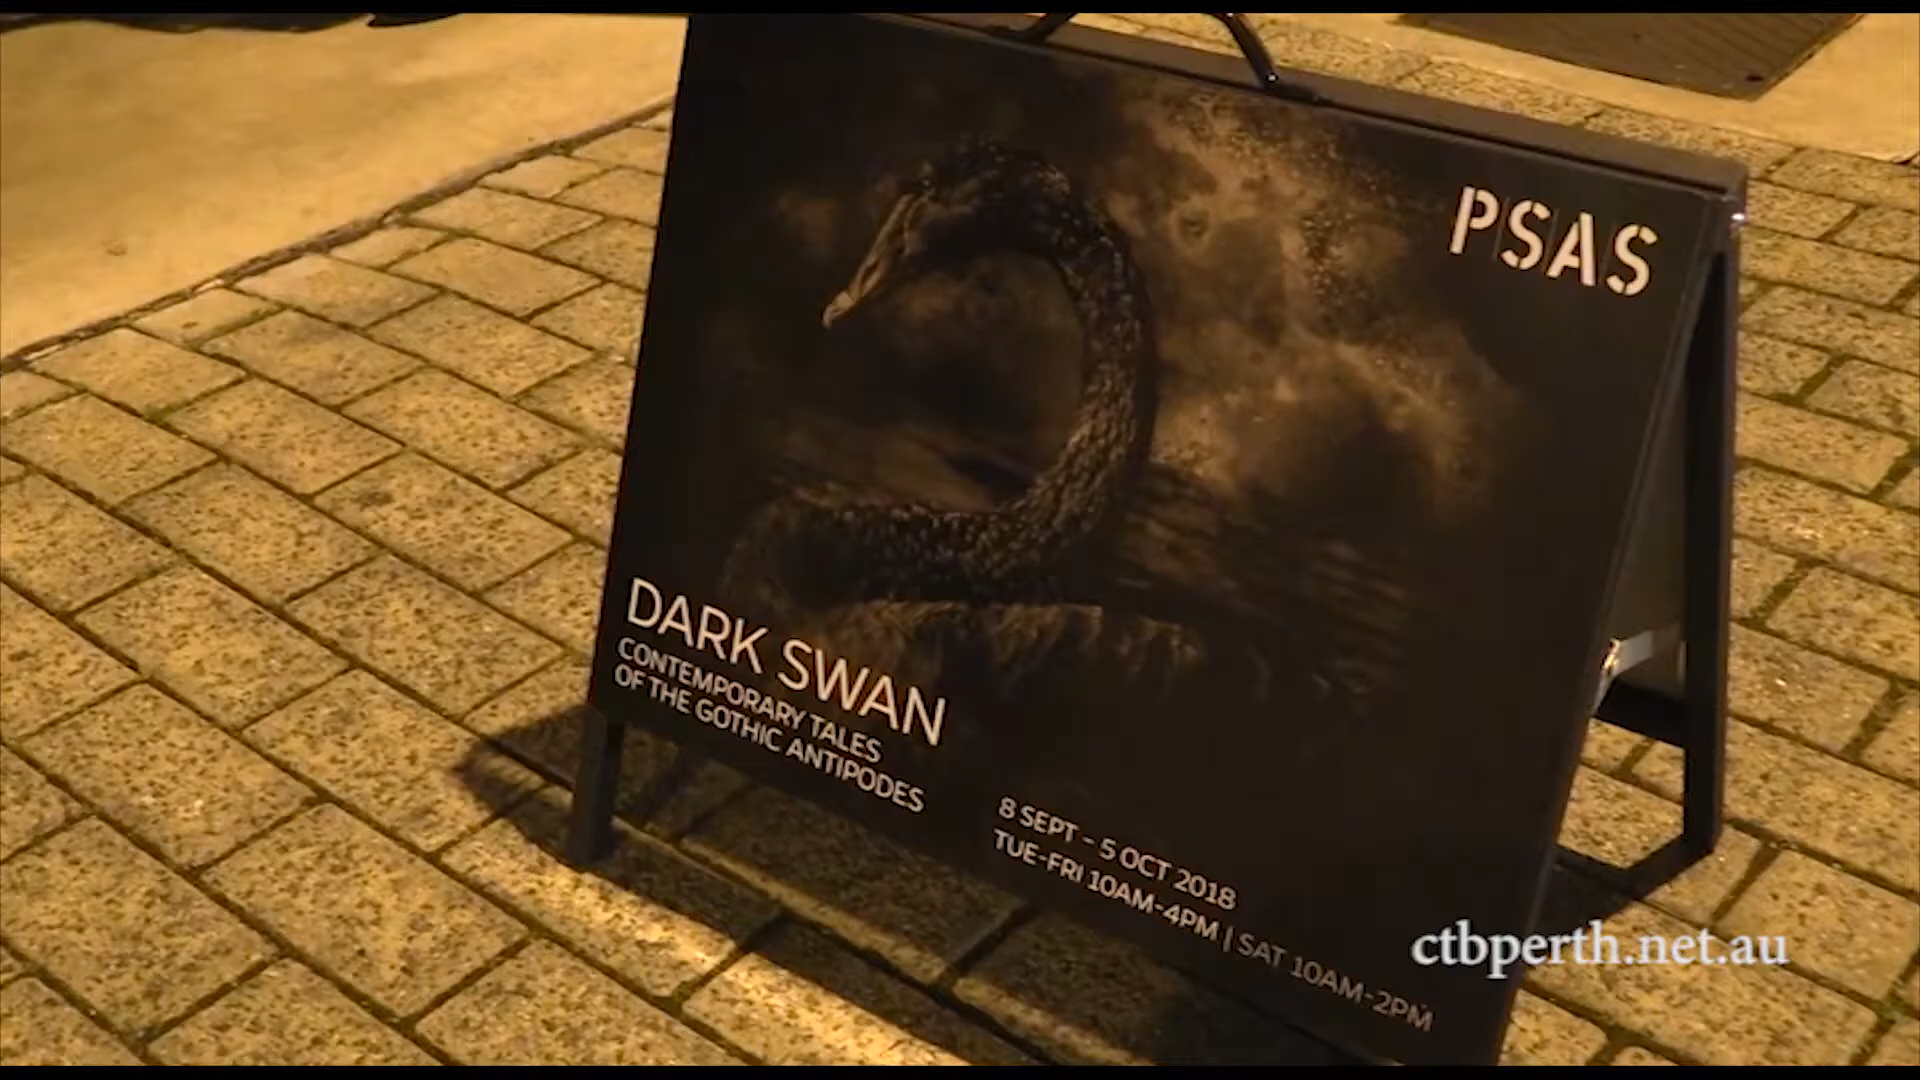 PSAS
DARK SWAN
CONTEMPORARY TALES
OF THE GOTHIC ANTIPODES
8 SEPT - 5 OCT 2018
TUE-FRI 10AM-4PM | SAT 10AM-2PM
ctbperth.net.au